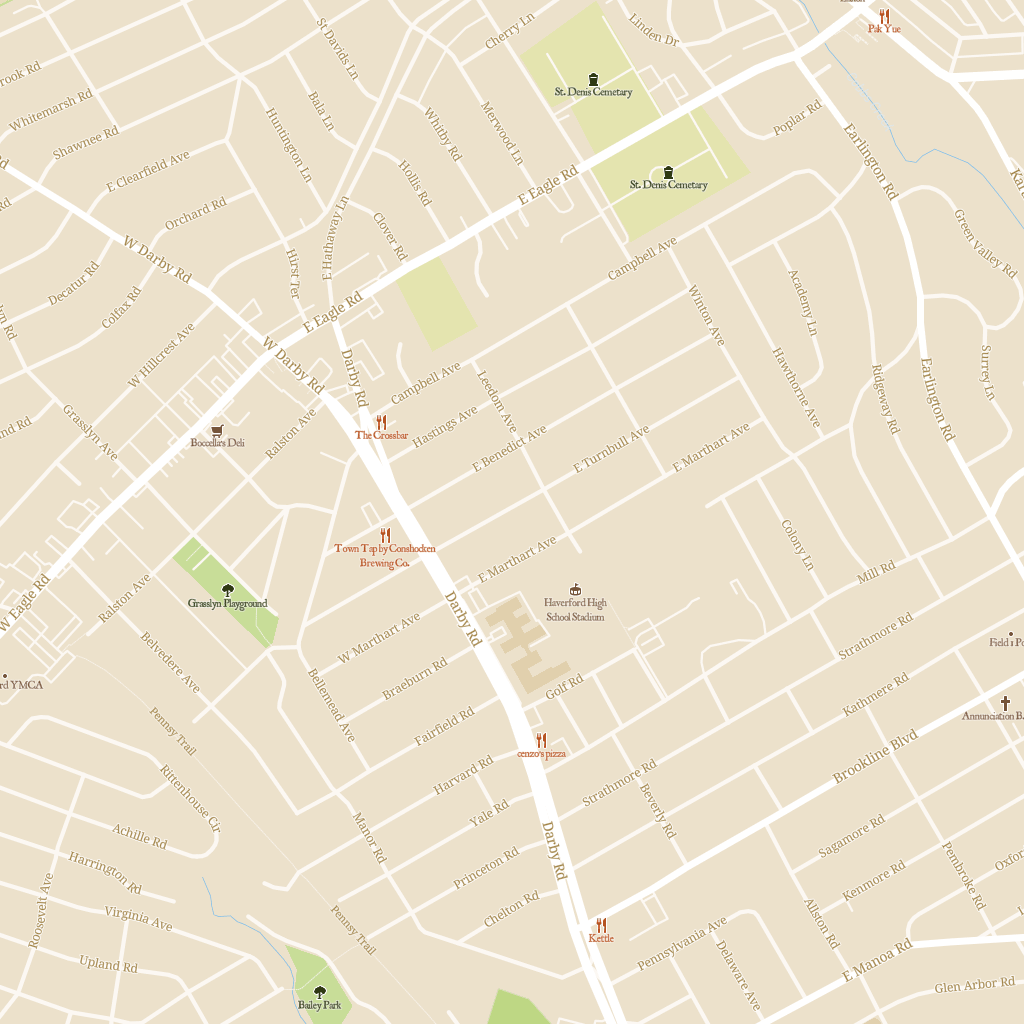 Pak Yue
Cherry Ln
Linden Dr
St Davids Ln
St. Denis Cemetary
Whitemarsh Rd
Shawnee Rd
Bala Ln
Huntington Ln
Whitby Rd
Merwood Ln
Poplar Rd
Earlington Rd
E Clearfield Ave
Hollis Rd
E Eagle Rd
St. Denis Cemetary
Orchard Rd
E Hathaway Ln
Clover Rd
Green Valley Rd
W Darby Rd
Hirst Ter
Campbell Ave
Decatur Rd
Colfax Rd
E Eagle Rd
Winton Ave
Academy Ln
W Hillcrest Ave
W Darby Rd
Darby Rd
Campbell Ave
Leedom Ave
Hawthorne Ave
Ridgeway Rd
Earlington Rd
Surrey Ln
Grasslyn Ave
Boccella's Deli
Ralston Ave
The Crossbar
Hastings Ave
E Benedict Ave
E Turnbull Ave
E Marthart Ave
Town Tap by Conshocken
Brewing Co.
E Marthart Ave
Colony Ln
Mill Rd
W Eagle Rd
Ralston Ave
Grasslyn Playground
Darby Rd
Haverford High
School Stadium
Strathmore Rd
W Marthart Ave
Belvedere Ave
Braeburn Rd
Golf Rd
Kathmere Rd
Bellemead Ave
Fairfield Rd
Pennsy Trail
cenzo's pizza
Brookline Blvd
Harvard Rd
Strathmore Rd
Rittenhouse Cir
Yale Rd
Beverly Rd
Achille Rd
Manor Rd
Darby Rd
Sagamore Rd
Harrington Rd
Princeton Rd
Kenmore Rd
Pembroke Rd
Roosevelt Ave
Virginia Ave
Pennsy Trail
Chelton Rd
Kettle
Allston Rd
Pennsylvania Ave
E Manoa Rd
Upland Rd
Delaware Ave
Glen Arbor Rd
Bailey Park